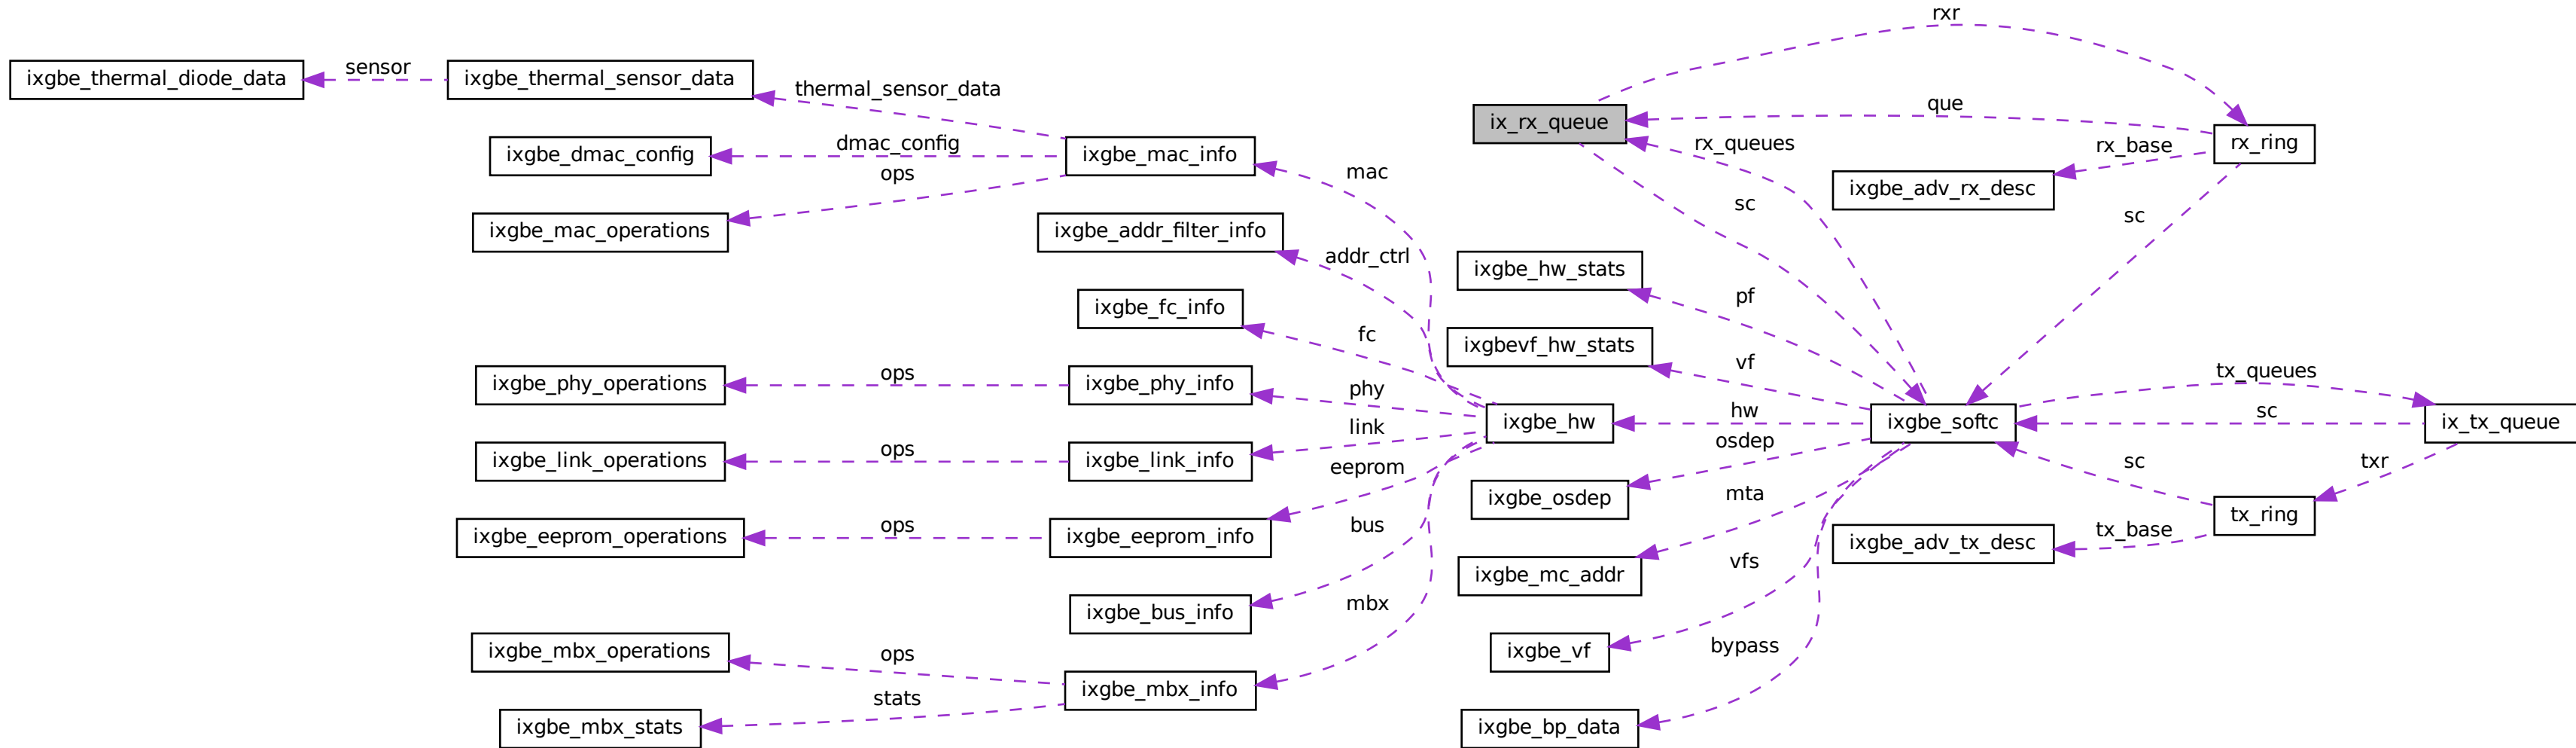 rxr
ixgbe_thermal_diode_data
sensor
ixgbe_thermal_sensor_data
thermal_sensor_data
ix_rx_queue
que
rx_ring
rx_queues
rx_base
ixgbe_dmac_config
dmac_config
ixgbe_mac_info
ops
mac
ixgbe_adv_rx_desc
sc
sc
ixgbe_mac_operations
ixgbe_addr_filter_info
addr_ctrl
ixgbe_hw_stats
pf
ixgbe_fc_info
fc
ixgbevf_hw_stats
vf
ixgbe_phy_operations
ops
ixgbe_phy_info
phy
tx_queues
link
ixgbe_hw
hw
ixgbe_softc
sc
ix_tx_queue
osdep
ixgbe_link_operations
ops
ixgbe_link_info
eeprom
sc
txr
ixgbe_osdep
mta
tx_ring
ixgbe_eeprom_operations
ops
ixgbe_eeprom_info
bus
tx_base
ixgbe_adv_tx_desc
vfs
ixgbe_mc_addr
ixgbe_bus_info
mbx
ixgbe_mbx_operations
ops
ixgbe_vf
bypass
ixgbe_mbx_info
stats
ixgbe_mbx_stats
ixgbe_bp_data